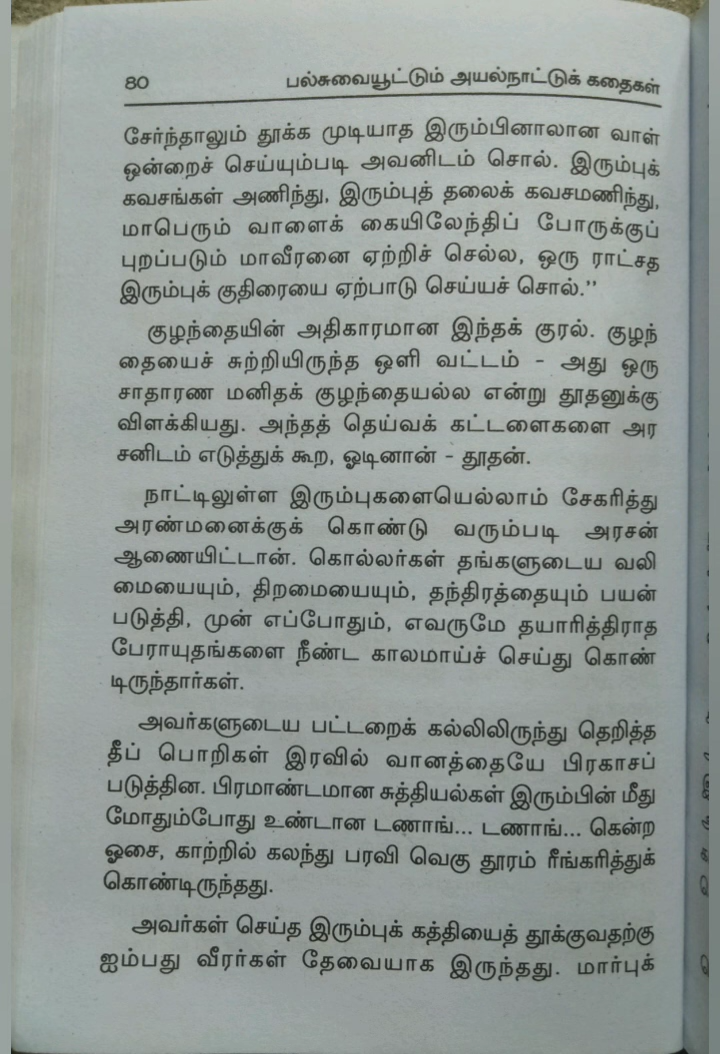 80 பல்சுவையூட்டும் அயல்நாட்டுக் கதைகள்
சேர்ந்தாலும் தூக்க முடியாத இரும்பினாலான வாள்
ஒன்றைச் செய்யும்படி அவனிடம் சொல். இரும்புக்
கவசங்கள் அணிந்து, இரும்புத் தலைக் கவசமணிந்து,
மாபெரும் வாளைக் கையிலேந்திப் போருக்குப்
புறப்படும் மாவீரனை ஏற்றிச் செல்ல, ஒரு ராட்சத
இரும்புக் குதிரையை ஏற்பாடு செய்யச் சொல்.”
குழந்தையின் அதிகாரமான இந்தக் குரல். குழந்
தையைச் சுற்றியிருந்த ஒளி வட்டம் - அது ஒரு
சாதாரண மனிதக் குழந்தையல்ல என்று தூதனுக்கு
விளக்கியது. அந்தத் தெய்வக் கட்டளைகளை அர
சனிடம் எடுத்துக் கூற, ஓடினான் - தூதன்.
நாட்டிலுள்ள இரும்புகளையெல்லாம் சேகரித்து
அரண்மனைக்குக் கொண்டு வரும்படி அரசன்
ஆணையிட்டான். கொல்லர்கள் தங்களுடைய வலி
மையையும், திறமையையும், தந்திரத்தையும் பயன்
படுத்தி, முன் எப்போதும், எவருமே தயாரித்திராத
பேராயுதங்களை நீண்ட காலமாய்ச் செய்து கொண்
டிருந்தார்கள்.
அவர்களுடைய பட்டறைக் கல்லிலிருந்து தெறித்த
தீப் பொறிகள் இரவில் வானத்தையே பிரகாசப்
படுத்தின. பிரமாண்டமான சுத்தியல்கள் இரும்பின் மீது
மோதும்போது உண்டான டணாங்... டணாங்... கென்ற
ஓசை, காற்றில் கலந்து பரவி வெகு தூரம் ரீங்கரித்துக்
கொண்டிருந்தது.
அவர்கள் செய்த இரும்புக் கத்தியைத் தூக்குவதற்கு
ஐம்பது வீரர்கள் தேவையாக இருந்தது. மார்புக்